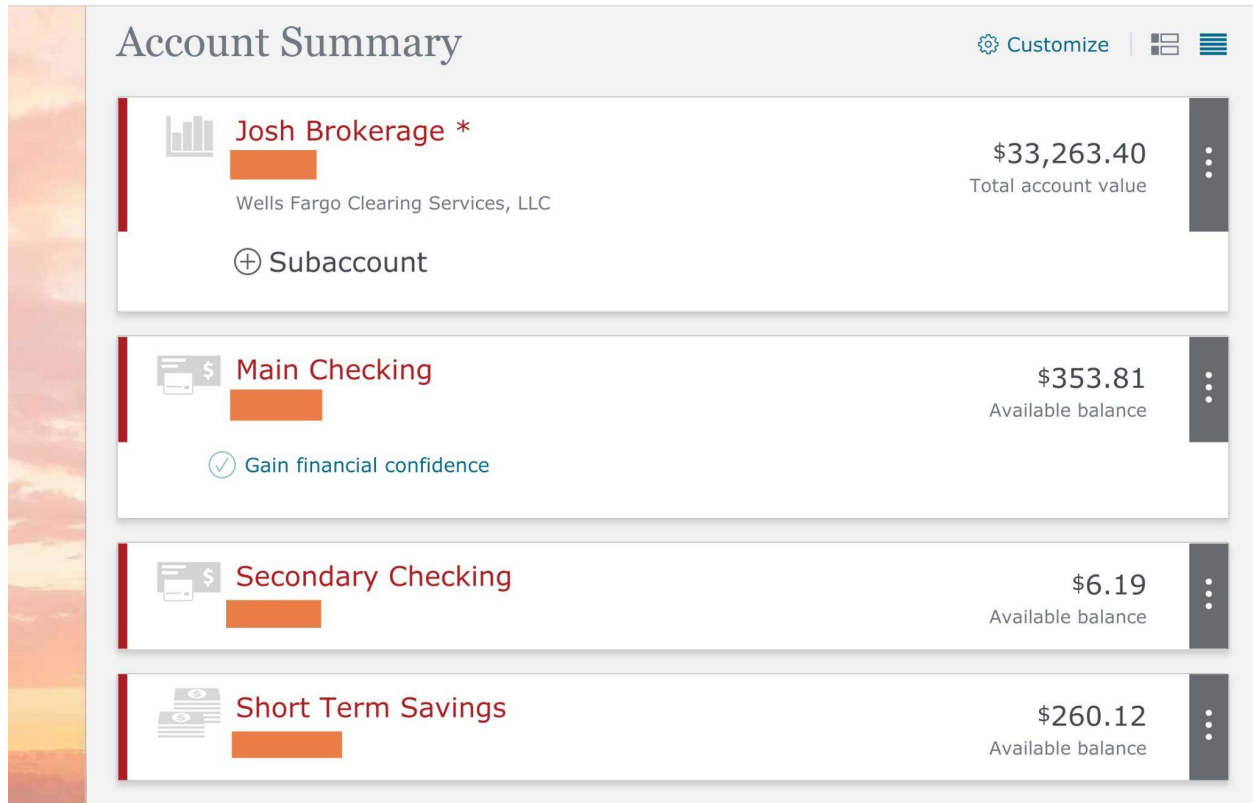 Account Summary
Customize
Josh Brokerage *
$33,263.40
Total account value
Wells Fargo Clearing Services, LLC
Subaccount
Main Checking
$353.81
Available balance
Gain financial confidence
Secondary Checking
$6.19
Available balance
Short Term Savings
$260.12
Available balance